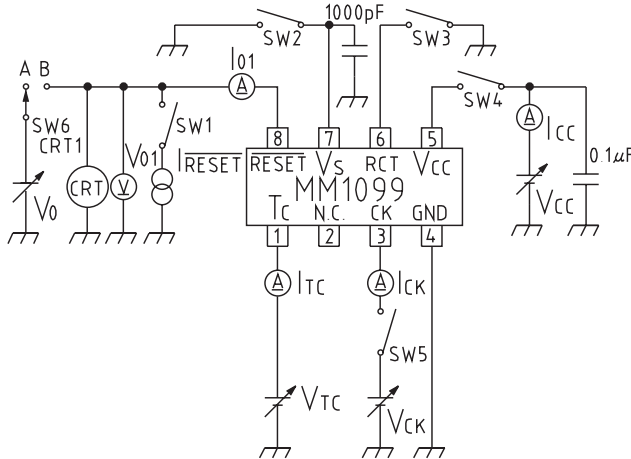 1000pF
SW2
SW3
A B
I01
SW4
A
A
SW6
CRT1
SW1
8 7 6 5
ICC
V01
IRESET
RESET VS RCT VCC
0.1μF
CRT
V
MM1099
VCC
V0
TC N.C. CK GND
1 2 3 4
A
ITC
A
ICK
SW5
VTC
VCK